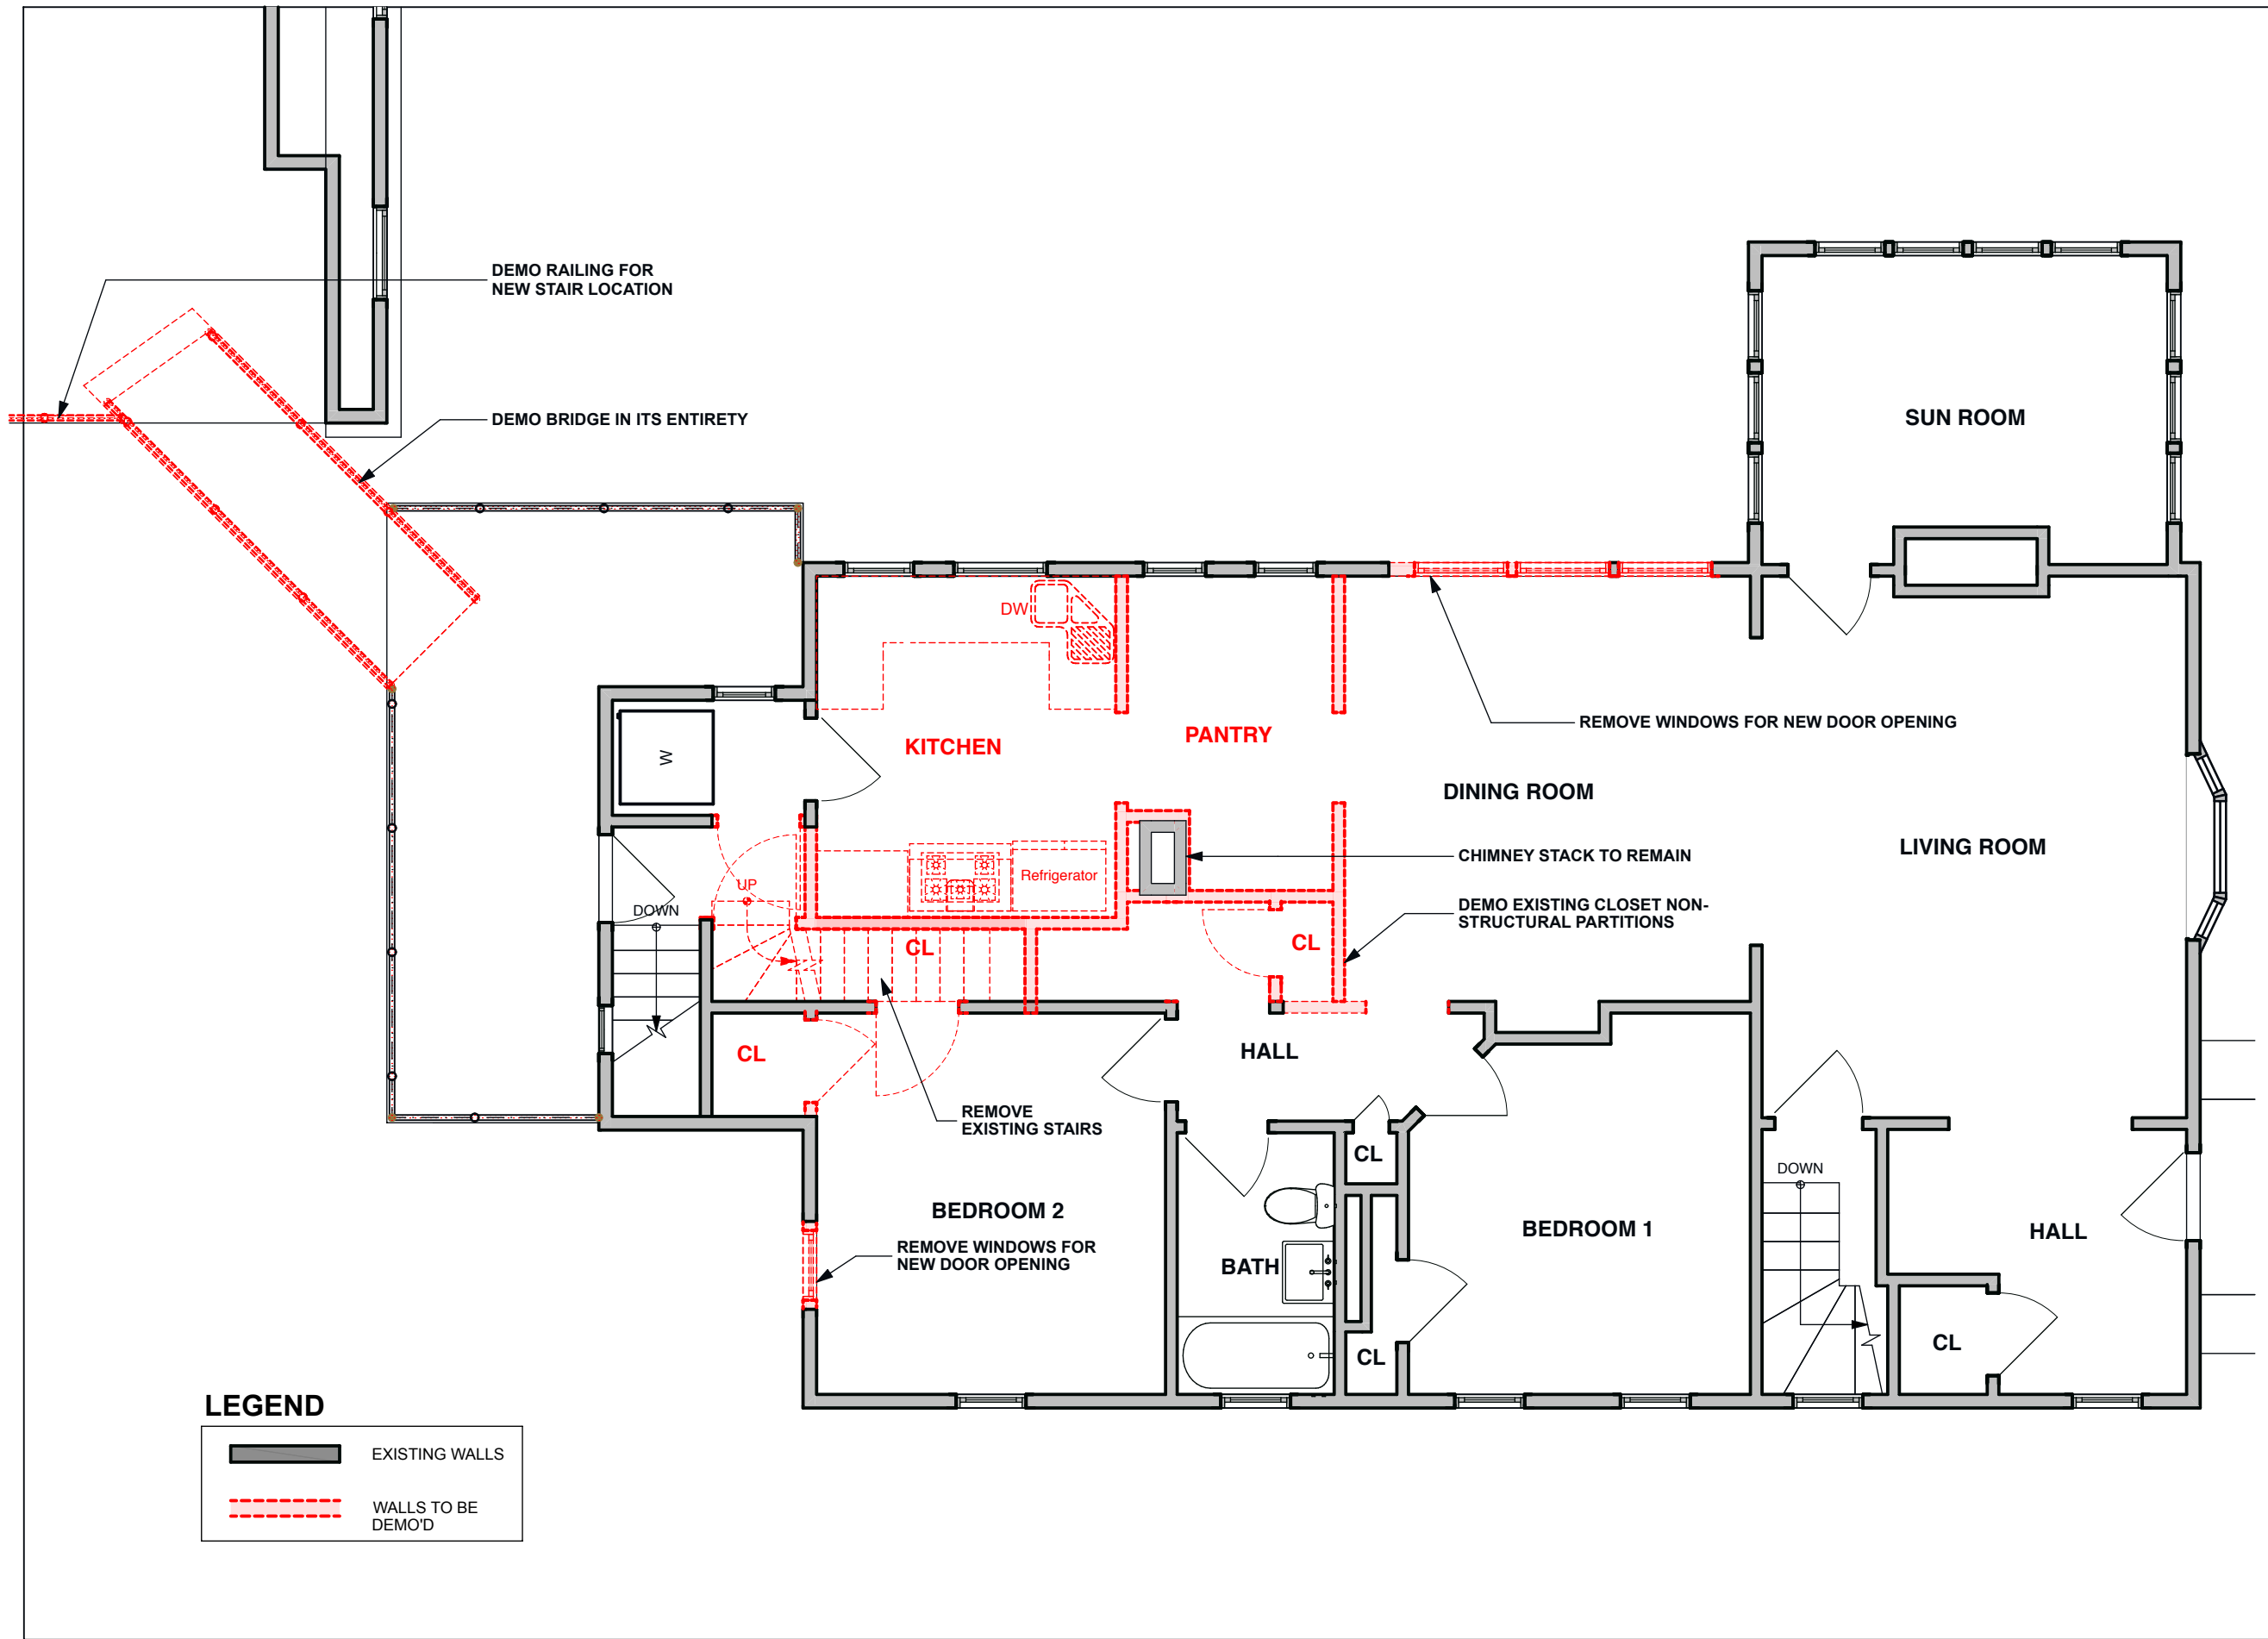 DEMO RAILING FOR
NEW STAIR LOCATION
DEMO BRIDGE IN ITS ENTIRETY
SUN ROOM
DW
REMOVE WINDOWS FOR NEW DOOR OPENING
KITCHEN
PANTRY
W
DINING ROOM
LIVING ROOM
CHIMNEY STACK TO REMAIN
Refrigerator
UP
DOWN
DEMO EXISTING CLOSET NON-
STRUCTURAL PARTITIONS
CL
CL
CL
HALL
REMOVE
EXISTING STAIRS
CL
DOWN
BEDROOM 2
REMOVE WINDOWS FOR
NEW DOOR OPENING
BATH
BEDROOM 1
HALL
CL
CL
LEGEND
EXISTING WALLS
WALLS TO BE
DEMO'D